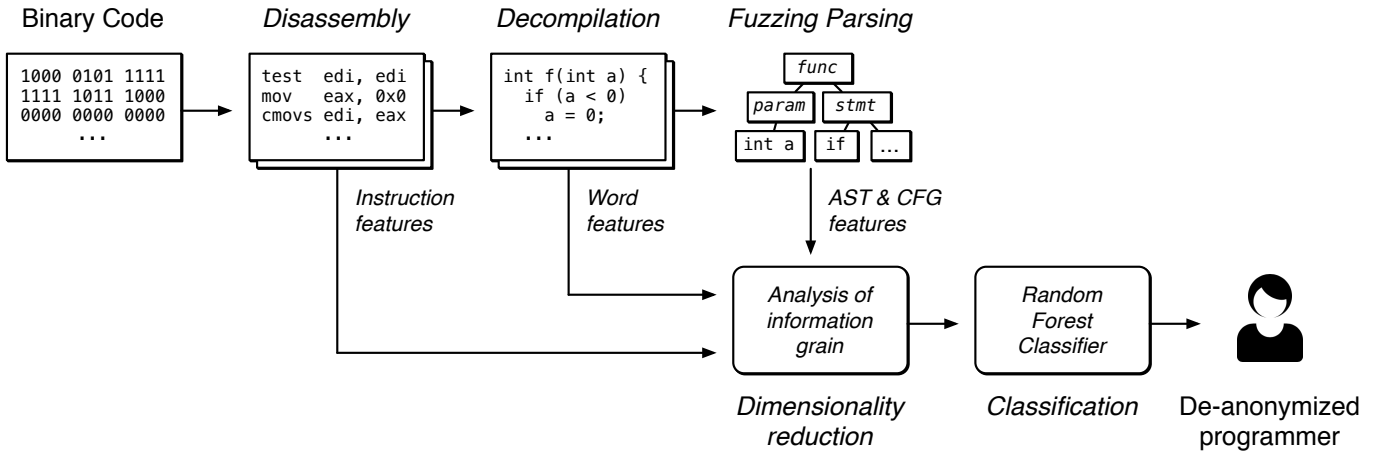 Binary Code
Disassembly
Decompilation
Fuzzing Parsing
1000 0101 1111
1111 1011 1000
0000 0000 0000
...
test edi, edi
mov eax, 0x0
cmovs edi, eax
...
int f(int a) {
if (a < 0)
a = 0;
...
func
param
stmt
int a
if
...
Instruction
features
Word
features
AST & CFG
features
Analysis of
information
grain
Random
Forest
Classifier
Dimensionality
reduction
Classification
De-anonymized
programmer